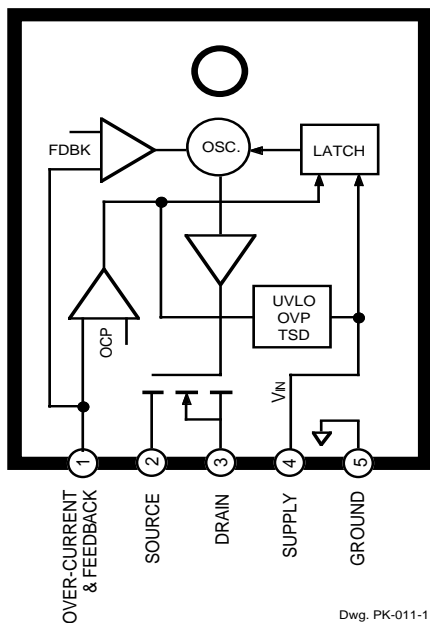 FDBK
OSC.
LATCH
UVLO
OVP
TSD
OCP
VIN
1
2
3
4
5
OVER-CURRENT
& FEEDBACK
SOURCE
DRAIN
SUPPLY
GROUND
Dwg. PK-011-1